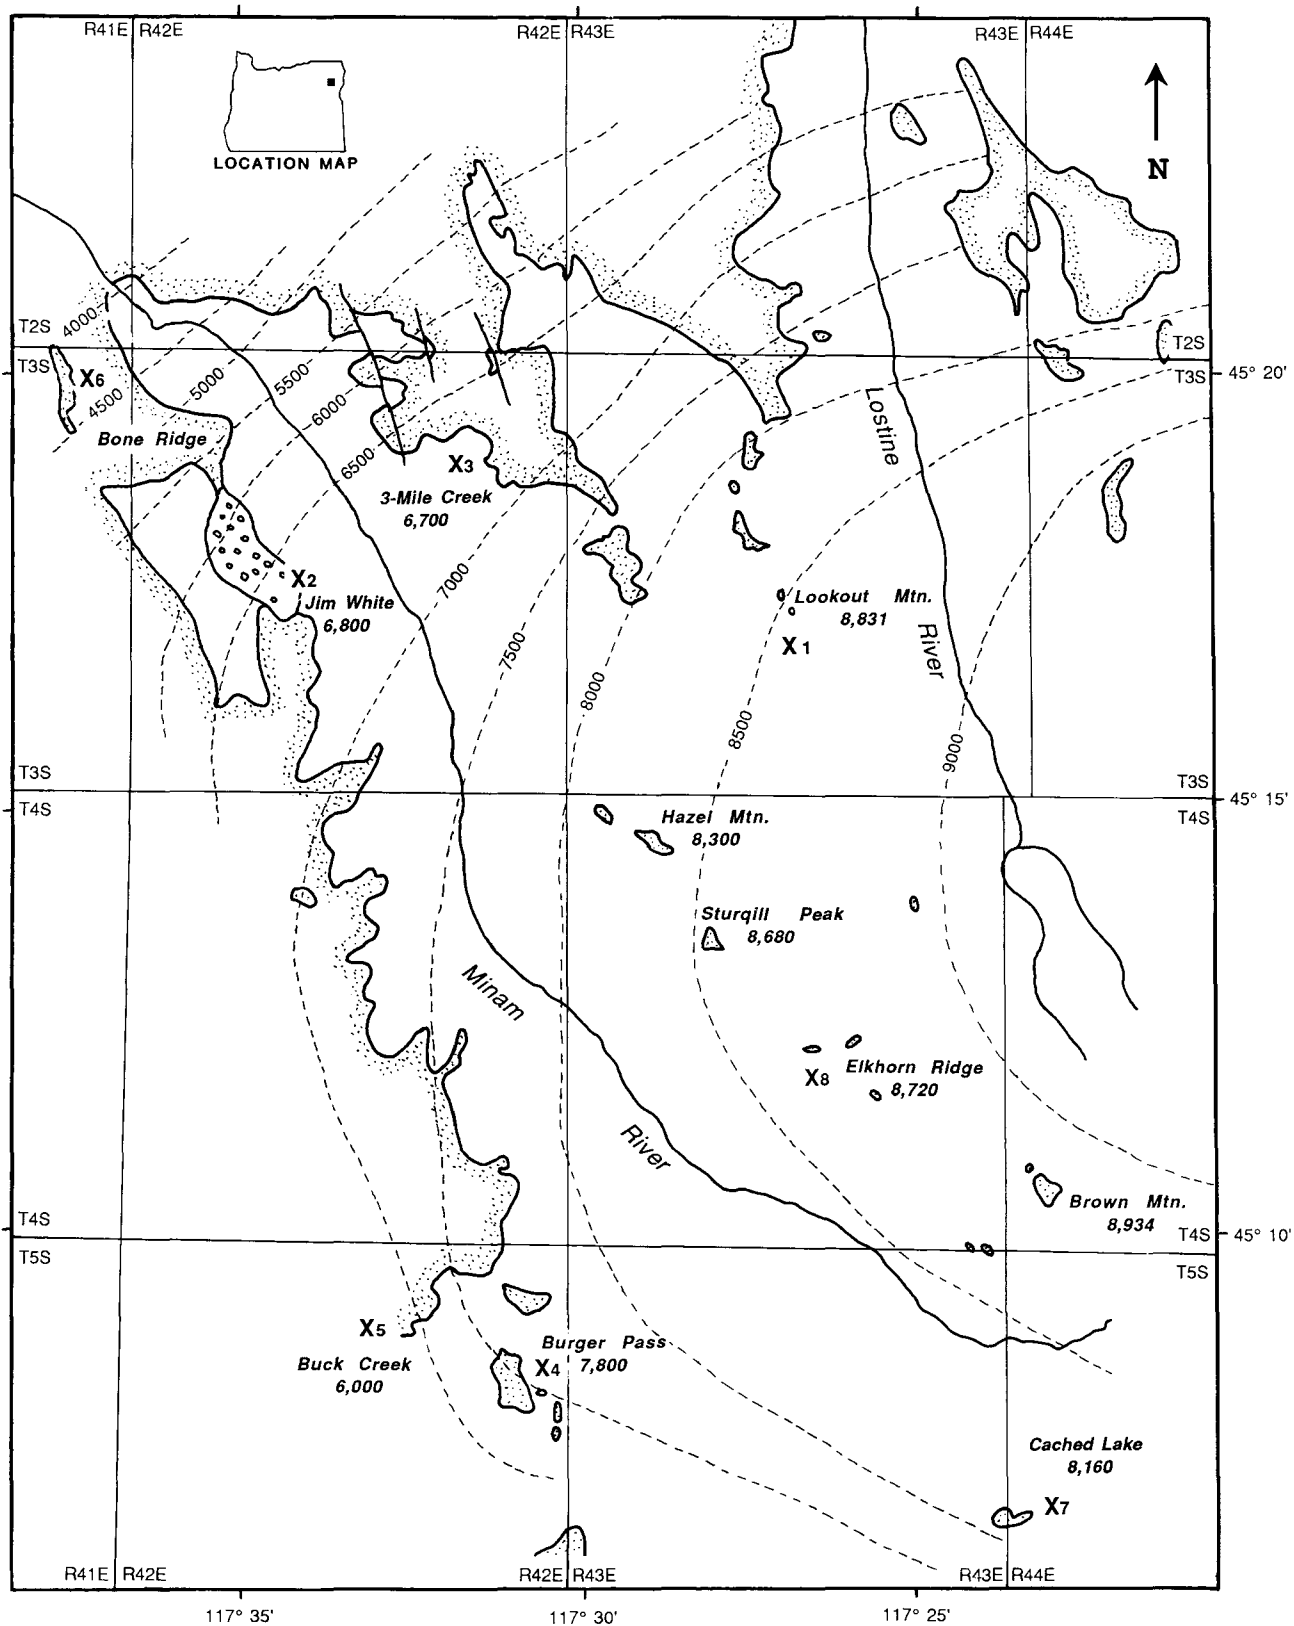 R41E R42E
R42E R43E
R43E R44E
LOCATION MAP
N
4000
T2S
T3S
X6
4500
5000
5500
6000
6500
Bone Ridge
X3
3-Mile Creek
6,700
T2S
T3S
45° 20'
Lostine
River
X2
Jim White
6,800
7000
7500
8000
8500
9000
Lookout Mtn.
8,831
X1
T3S
T4S
T3S
T4S
45° 15'
Hazel Mtn.
8,300
Sturqill Peak
8,680
Minam
River
X8
Elkhorn Ridge
8,720
Brown Mtn.
8,934
T4S
T5S
T4S
T5S
45° 10'
X5
Buck Creek
6,000
Burger Pass
X4 7,800
Cached Lake
8,160
X7
R41E R42E
R42E R43E
R43E R44E
117° 35'
117° 30'
117° 25'